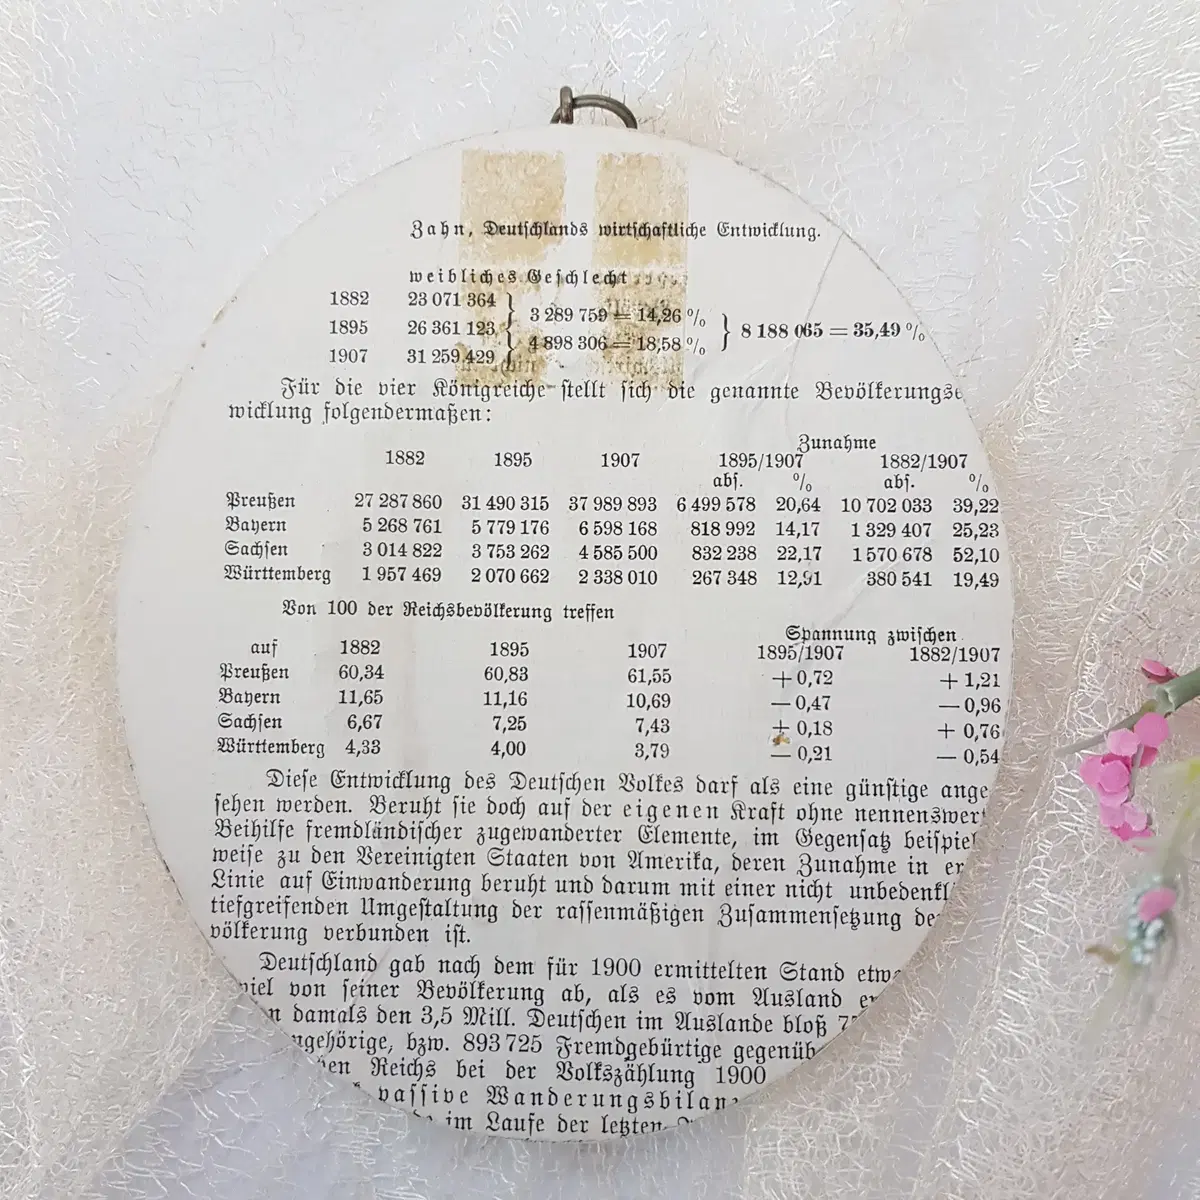 Zahn, Deutschlands wirtschaftliche Entwicklung.
weibliches Geschlecht
1882 23 071 364
3 289 759 = 14,26 %
1895 26 361 123 8 188 065 = 35,49 %
4 898 306 = 18,58 %
1907 31 259 429
Für die vier Königreiche stellt sich die genannte Bevölkerungse
wicklung folgendermaßen:
Zunahme
1882 1895 1907 1895/1907 1882/1907
abs. % abs. %
Preußen 27 287 860 31 490 315 37 989 893 6 499 578 20,64 10 702 033 39,22
Bayern 5 268 761 5 779 176 6 598 168 818 992 14,17 1 329 407 25,23
Sachsen 3 014 822 3 753 262 4 585 500 832 238 22,17 1 570 678 52,10
Württemberg 1 957 469 2 070 662 2 338 010 267 348 12,91 380 541 19,49
Von 100 der Reichsbevölkerung treffen
Spannung zwischen
auf 1882 1895 1907 1895/1907 1882/1907
Preußen 60,34 60,83 61,55 + 0,72 + 1,21
Bayern 11,65 11,16 10,69 — 0,47 — 0,96
Sachsen 6,67 7,25 7,43 + 0,18 + 0,76
Württemberg 4,33 4,00 3,79 — 0,21 — 0,54
Diese Entwicklung des Deutschen Volkes darf als eine günstige ange
sehen werden. Beruht sie doch auf der eigenen Kraft ohne nennenswert
Beihilfe fremdländischer zugewanderter Elemente, im Gegensatz beispiel
weise zu den Vereinigten Staaten von Amerika, deren Zunahme in er
Linie auf Einwanderung beruht und darum mit einer nicht unbedenkl
tiefgreifenden Umgestaltung der rassenmäßigen Zusammensetzung de
völkerung verbunden ist.
Deutschland gab nach dem für 1900 ermittelten Stand etwa
viel von seiner Bevölkerung ab, als es vom Ausland er
n damals den 3,5 Mill. Deutschen im Auslande bloß 7
ngehörige, bzw. 893 725 Fremdgebürtige gegenüb
en Reichs bei der Volkszählung 1900
passive Wanderungsbilan
im Laufe der letzten